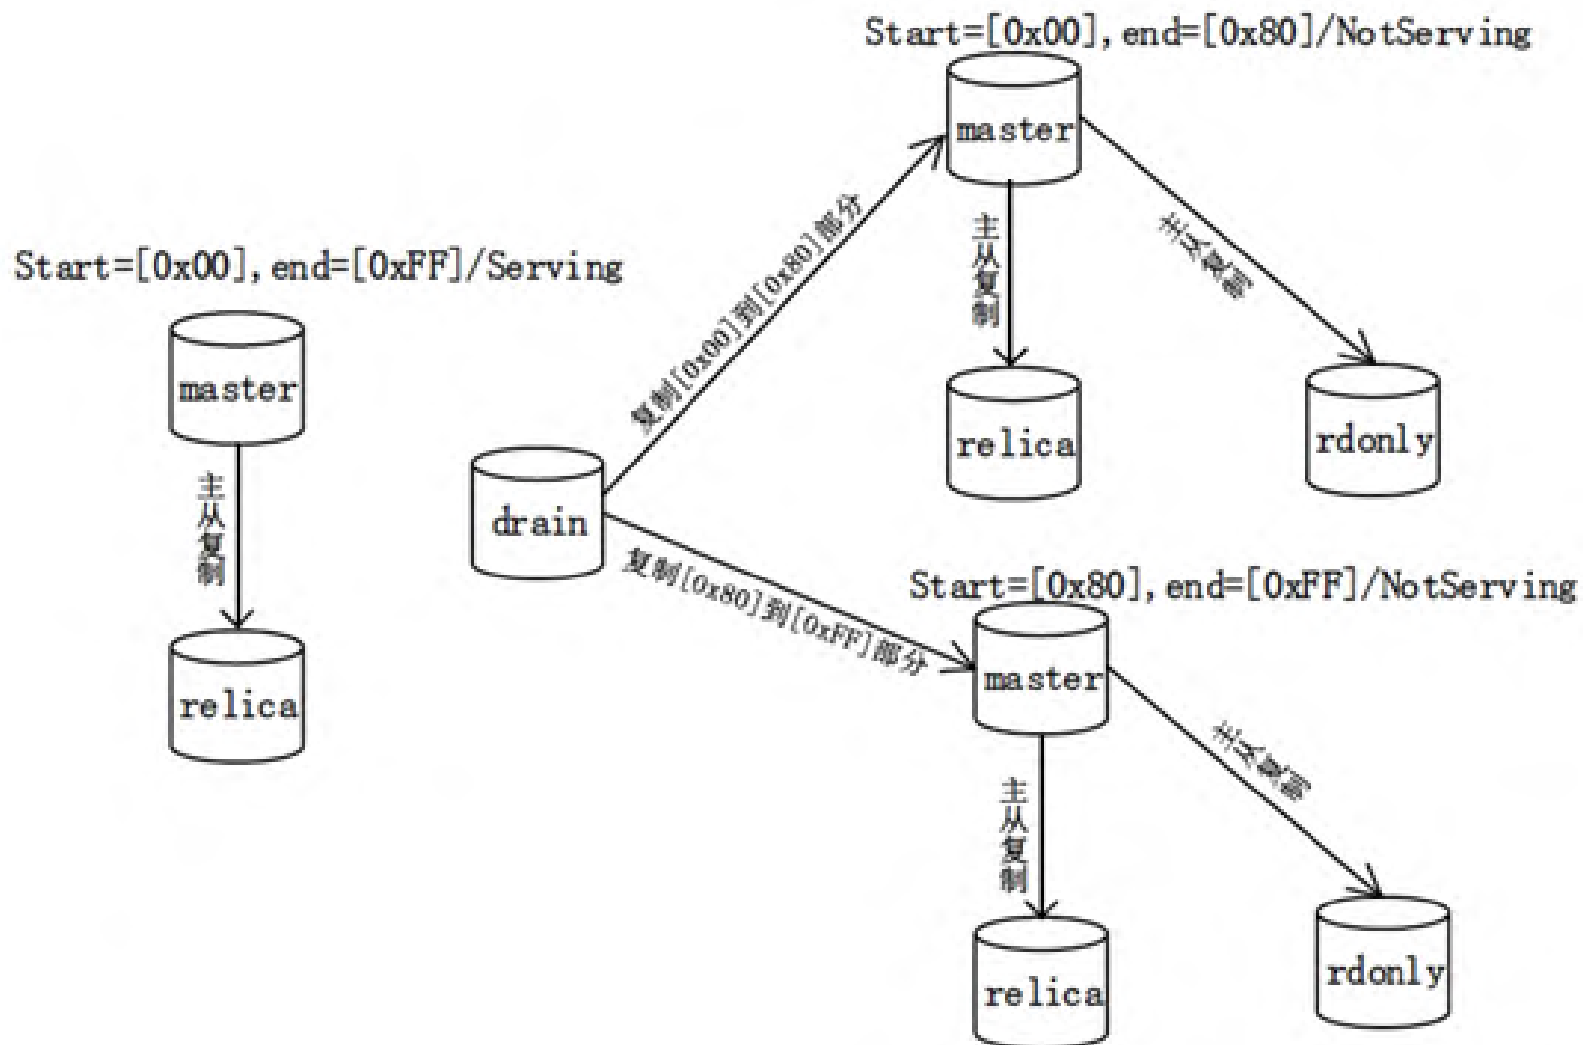 Start=[0x00],end=[0x80]/NotServing
master
复制[0x00]到[0x80]部分
主从复制
主从复制
relica
rdonly
Start=[0x00],end=[0xFF]/Serving
master
主从复制
relica
drain
复制[0x80]到[0xFF]部分
Start=[0x80],end=[0xFF]/NotServing
master
主从复制
主从复制
relica
rdonly